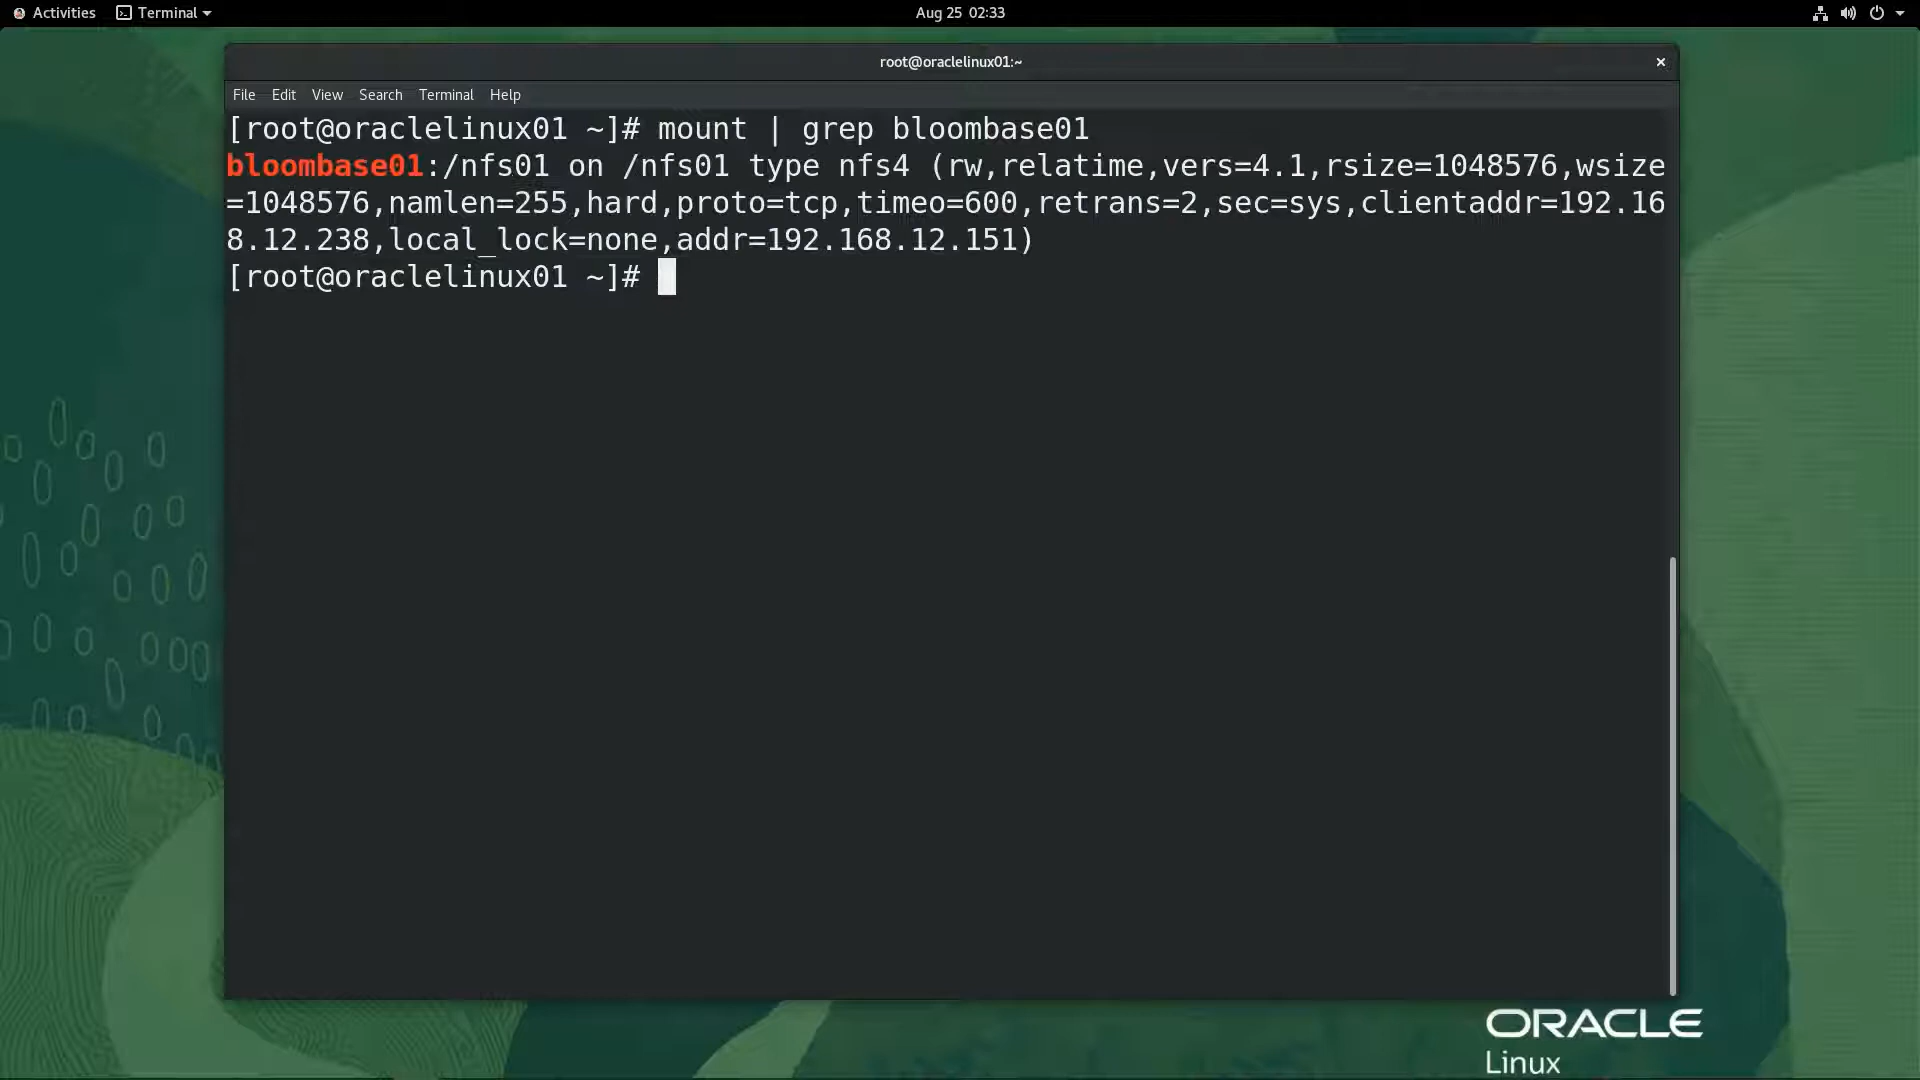 Activities Terminal Aug 25 02:33
root@oraclelinux01:~ ×
File Edit View Search Terminal Help
[root@oraclelinux01 ~]# mount | grep bloombase01
bloombase01:/nfs01 on /nfs01 type nfs4 (rw,relatime,vers=4.1,rsize=1048576,wsize
=1048576,namlen=255,hard,proto=tcp,timeo=600,retrans=2,sec=sys,clientaddr=192.16
8.12.238,local_lock=none,addr=192.168.12.151)
[root@oraclelinux01 ~]#
ORACLE
Linux